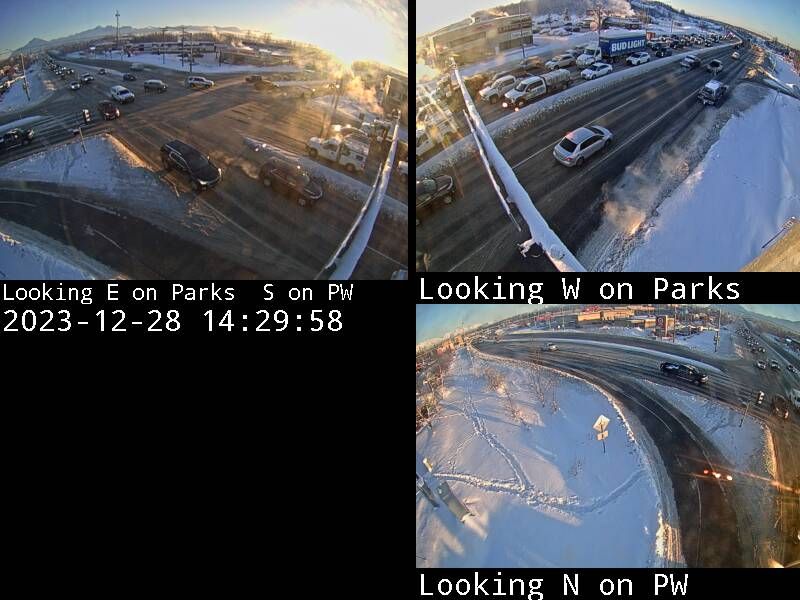 BUD LIGHT
Looking E on Parks  S on PW
Looking W on Parks
2023-12-28 14:29:58
Looking N on PW